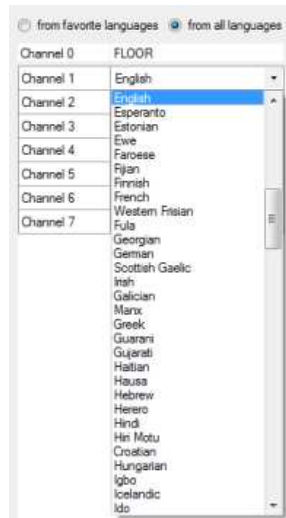 from favorite languages from all languages
Channel 0 FLOOR
Channel 1 English
Channel 2
Channel 3
Channel 4
Channel 5
Channel 6
Channel 7
English
Esperanto
Estonian
Ewe
Faroese
Fijian
Finnish
French
Western Frisian
Fula
Georgian
German
Scottish Gaelic
Irish
Galician
Manx
Greek
Guarani
Gujarati
Haitian
Hausa
Hebrew
Herero
Hindi
Hiri Motu
Croatian
Hungarian
Igbo
Icelandic
Ido